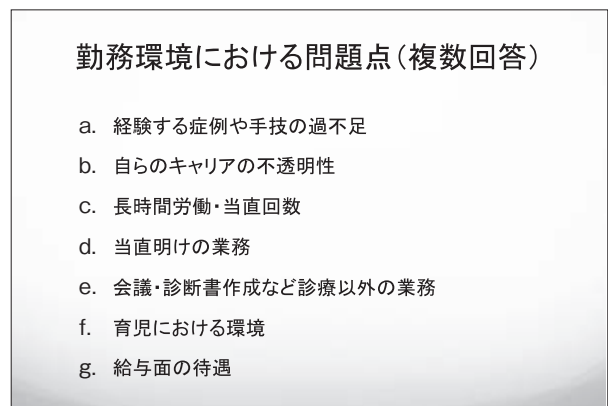 勤務環境における問題点(複数回答)
a. 経験する症例や手技の過不足
b. 自らのキャリアの不透明性
c. 長時間労働・当直回数
d. 当直明けの業務
e. 会議・診断書作成など診療以外の業務
f. 育児における環境
g. 給与面の待遇